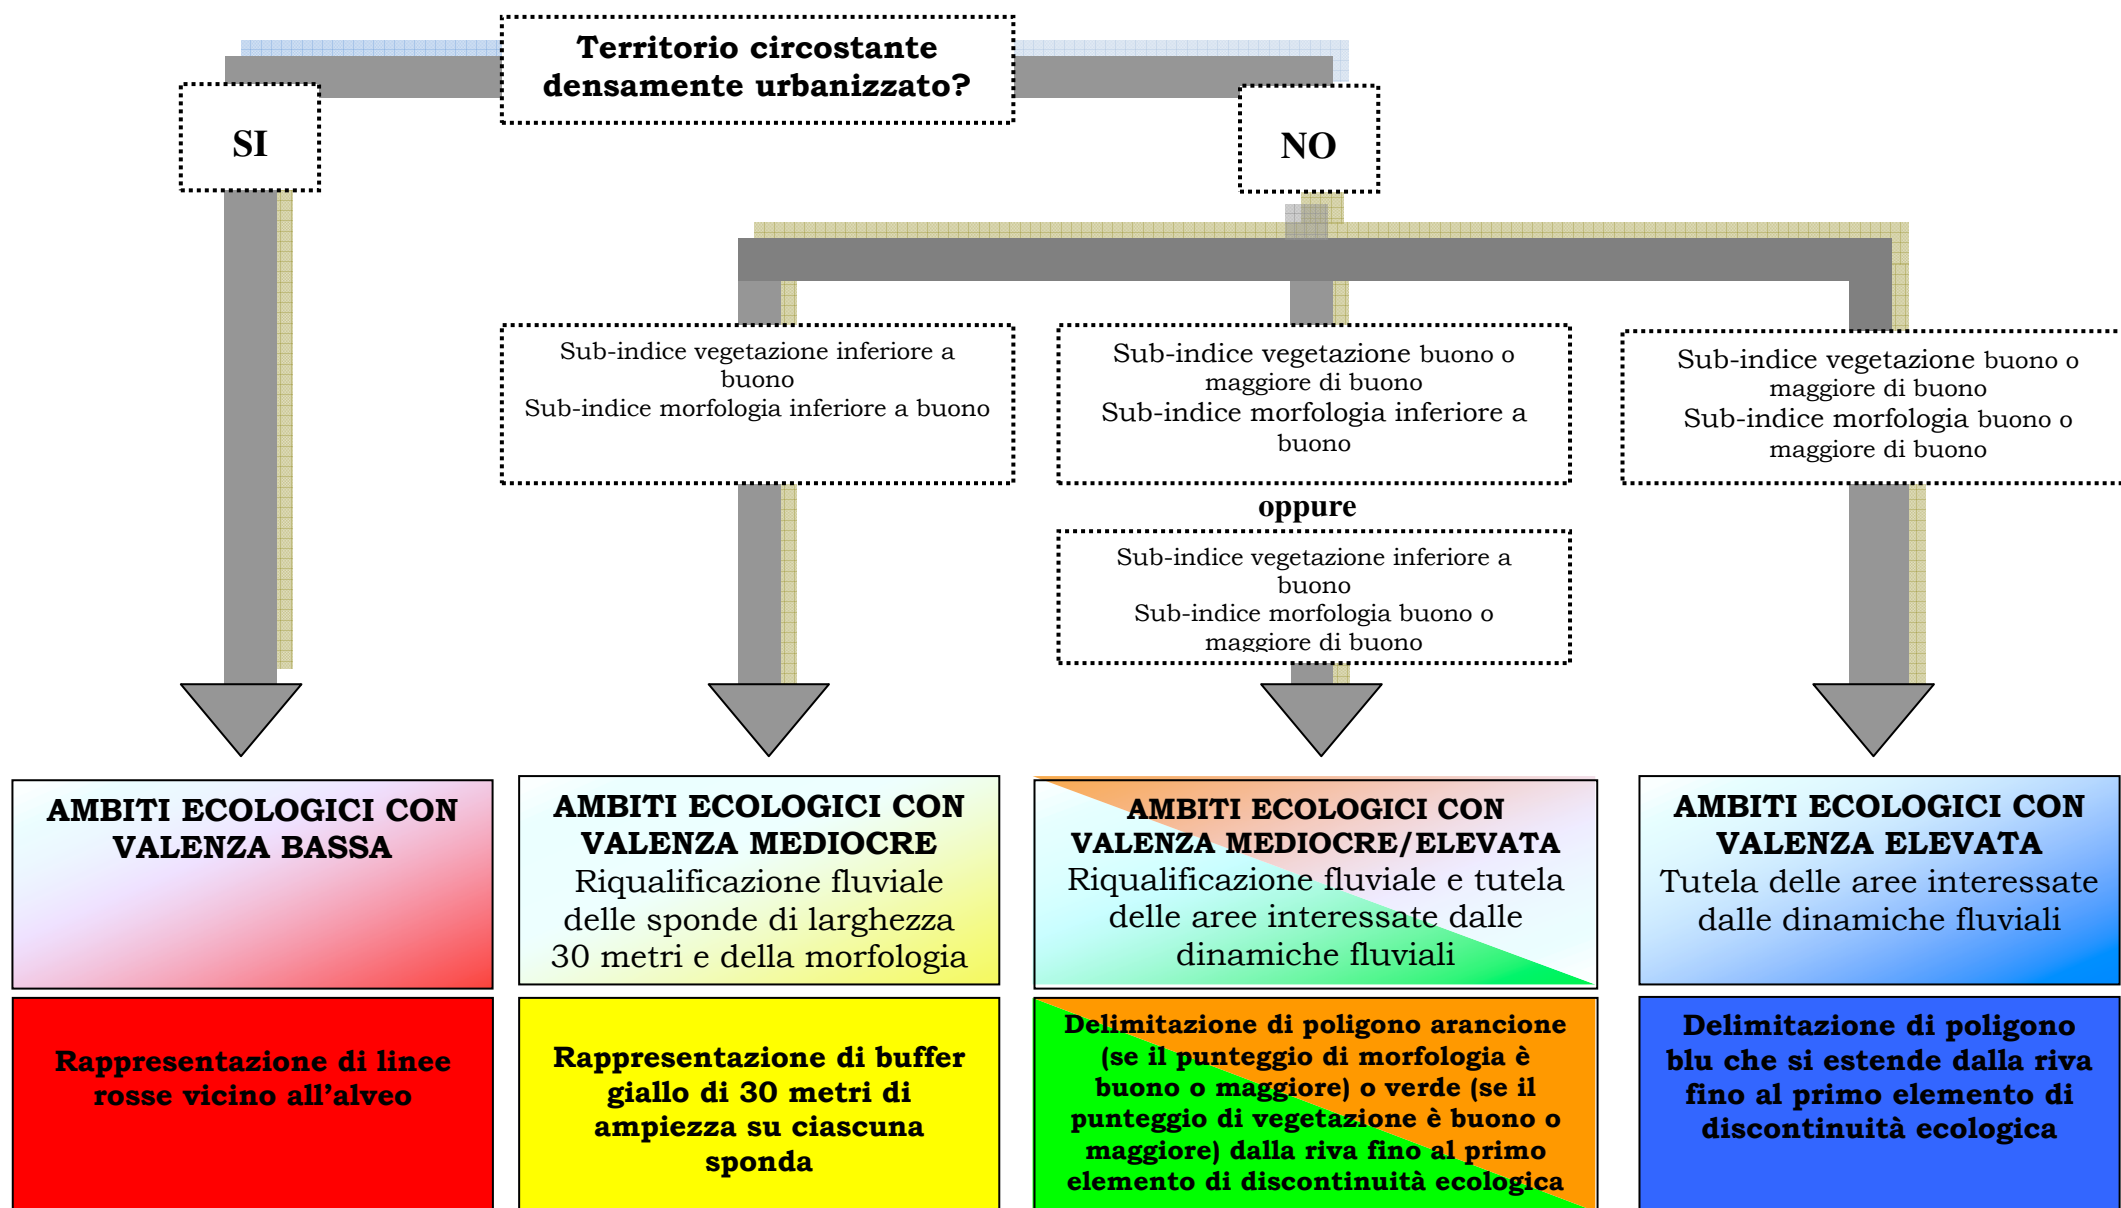 Territorio circostante
densamente urbanizzato?
SI
NO
Sub-indice vegetazione inferiore a
buono
Sub-indice morfologia inferiore a buono
Sub-indice vegetazione buono o
maggiore di buono
Sub-indice morfologia inferiore a
buono
oppure
Sub-indice vegetazione inferiore a
buono
Sub-indice morfologia buono o
maggiore di buono
Sub-indice vegetazione buono o
maggiore di buono
Sub-indice morfologia buono o
maggiore di buono
AMBITI ECOLOGICI CON
VALENZA BASSA
AMBITI ECOLOGICI CON
VALENZA MEDIOCRE
Riqualificazione fluviale
delle sponde di larghezza
30 metri e della morfologia
AMBITI ECOLOGICI CON
VALENZA MEDIOCRE/ELEVATA
Riqualificazione fluviale e tutela
delle aree interessate dalle
dinamiche fluviali
AMBITI ECOLOGICI CON
VALENZA ELEVATA
Tutela delle aree interessate
dalle dinamiche fluviali
Rappresentazione di linee
rosse vicino all'alveo
Rappresentazione di buffer
giallo di 30 metri di
ampiezza su ciascuna
sponda
Delimitazione di poligono arancione
(se il punteggio di morfologia è
buono o maggiore) o verde (se il
punteggio di vegetazione è buono o
maggiore) dalla riva fino al primo
elemento di discontinuità ecologica
Delimitazione di poligono
blu che si estende dalla riva
fino al primo elemento di
discontinuità ecologica